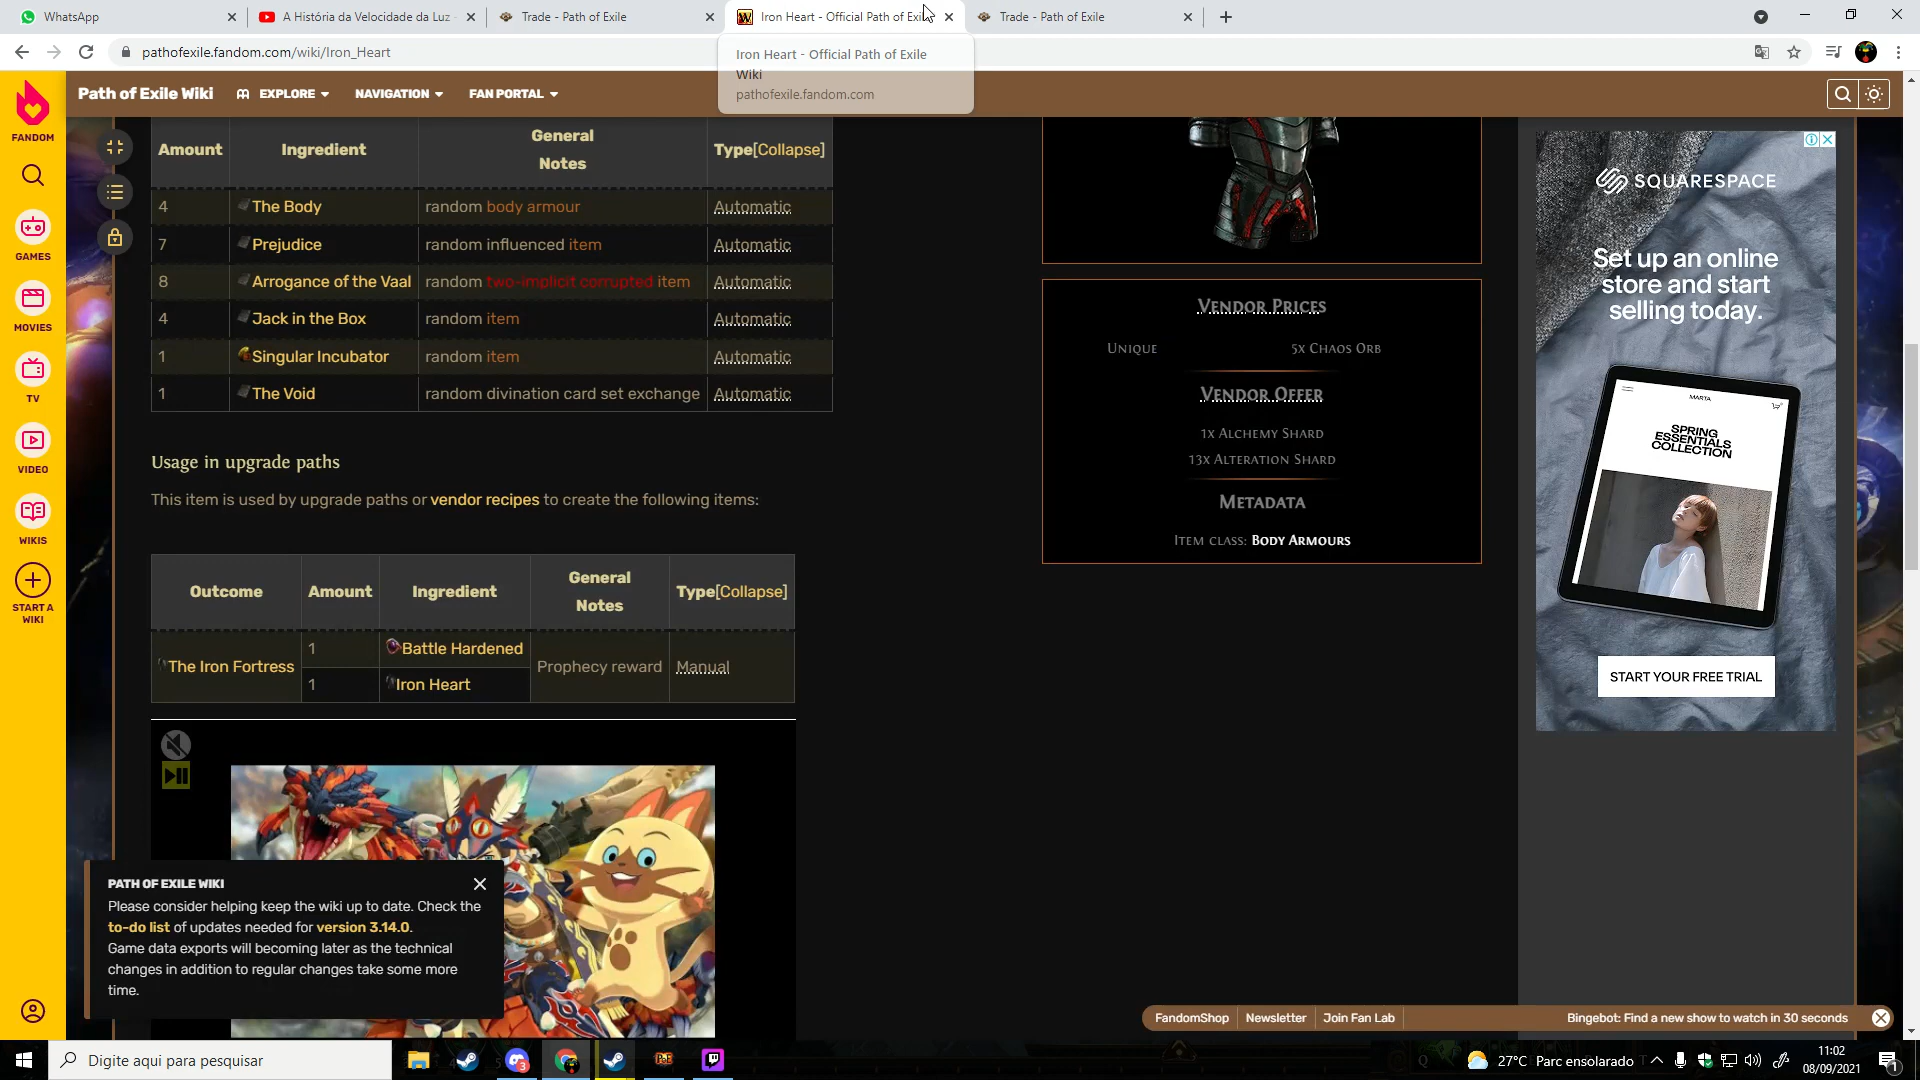 WhatsApp
A História da Velocidade da Luz
Trade - Path of Exile
Iron Heart - Official Path of Exi
Trade - Path of Exile
pathofexile.fandom.com/wiki/Iron_Heart
Iron Heart - Official Path of Exile
Wiki
pathofexile.fandom.com
Path of Exile Wiki
EXPLORE
NAVIGATION
FAN PORTAL
FANDOM
GAMES
MOVIES
TV
VIDEO
WIKIS
START A
WIKI
Amount Ingredient General Notes Type[Collapse]
4 The Body random body armour Automatic
7 Prejudice random influenced item Automatic
8 Arrogance of the Vaal random two-implicit corrupted item Automatic
4 Jack in the Box random item Automatic
1 Singular Incubator random item Automatic
1 The Void random divination card set exchange Automatic
Usage in upgrade paths
This item is used by upgrade paths or vendor recipes to create the following items:
Outcome Amount Ingredient General Notes Type[Collapse]
The Iron Fortress 1 Battle Hardened Prophecy reward Manual
1 Iron Heart
Vendor Prices
Unique 5x Chaos Orb
Vendor Offer
1x Alchemy Shard
13x Alteration Shard
Metadata
Item class: Body Armours
SQUARESPACE
Set up an online
store and start
selling today.
MARTA
SPRING
ESSENTIALS
COLLECTION
START YOUR FREE TRIAL
PATH OF EXILE WIKI
Please consider helping keep the wiki up to date. Check the
to-do list of updates needed for version 3.14.0.
Game data exports will becoming later as the technical
changes in addition to regular changes take some more
time.
FandomShop
Newsletter
Join Fan Lab
Bingebot: Find a new show to watch in 30 seconds
Digite aqui para pesquisar
3
PoB
27°C Parc ensolarado
11:02
08/09/2021
1